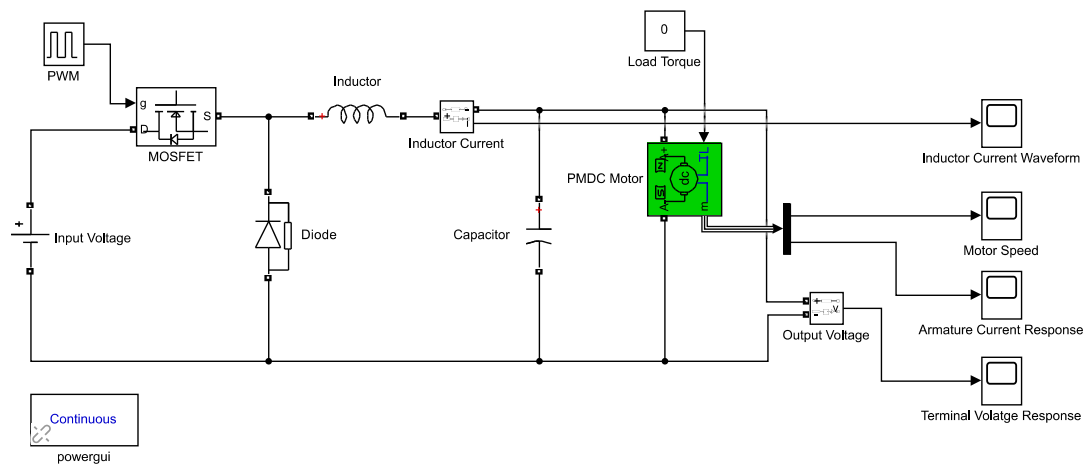 0
PWM
Load Torque
Inductor
g
S
D
MOSFET
+
-
i
Inductor Current
Inductor Current Waveform
PMDC Motor
A+
TL
N
dc
S
A-
m
+
Input Voltage
Diode
Capacitor
+
Motor Speed
+
-
v
Output Voltage
Armature Current Response
Terminal Volatge Response
Continuous
powergui